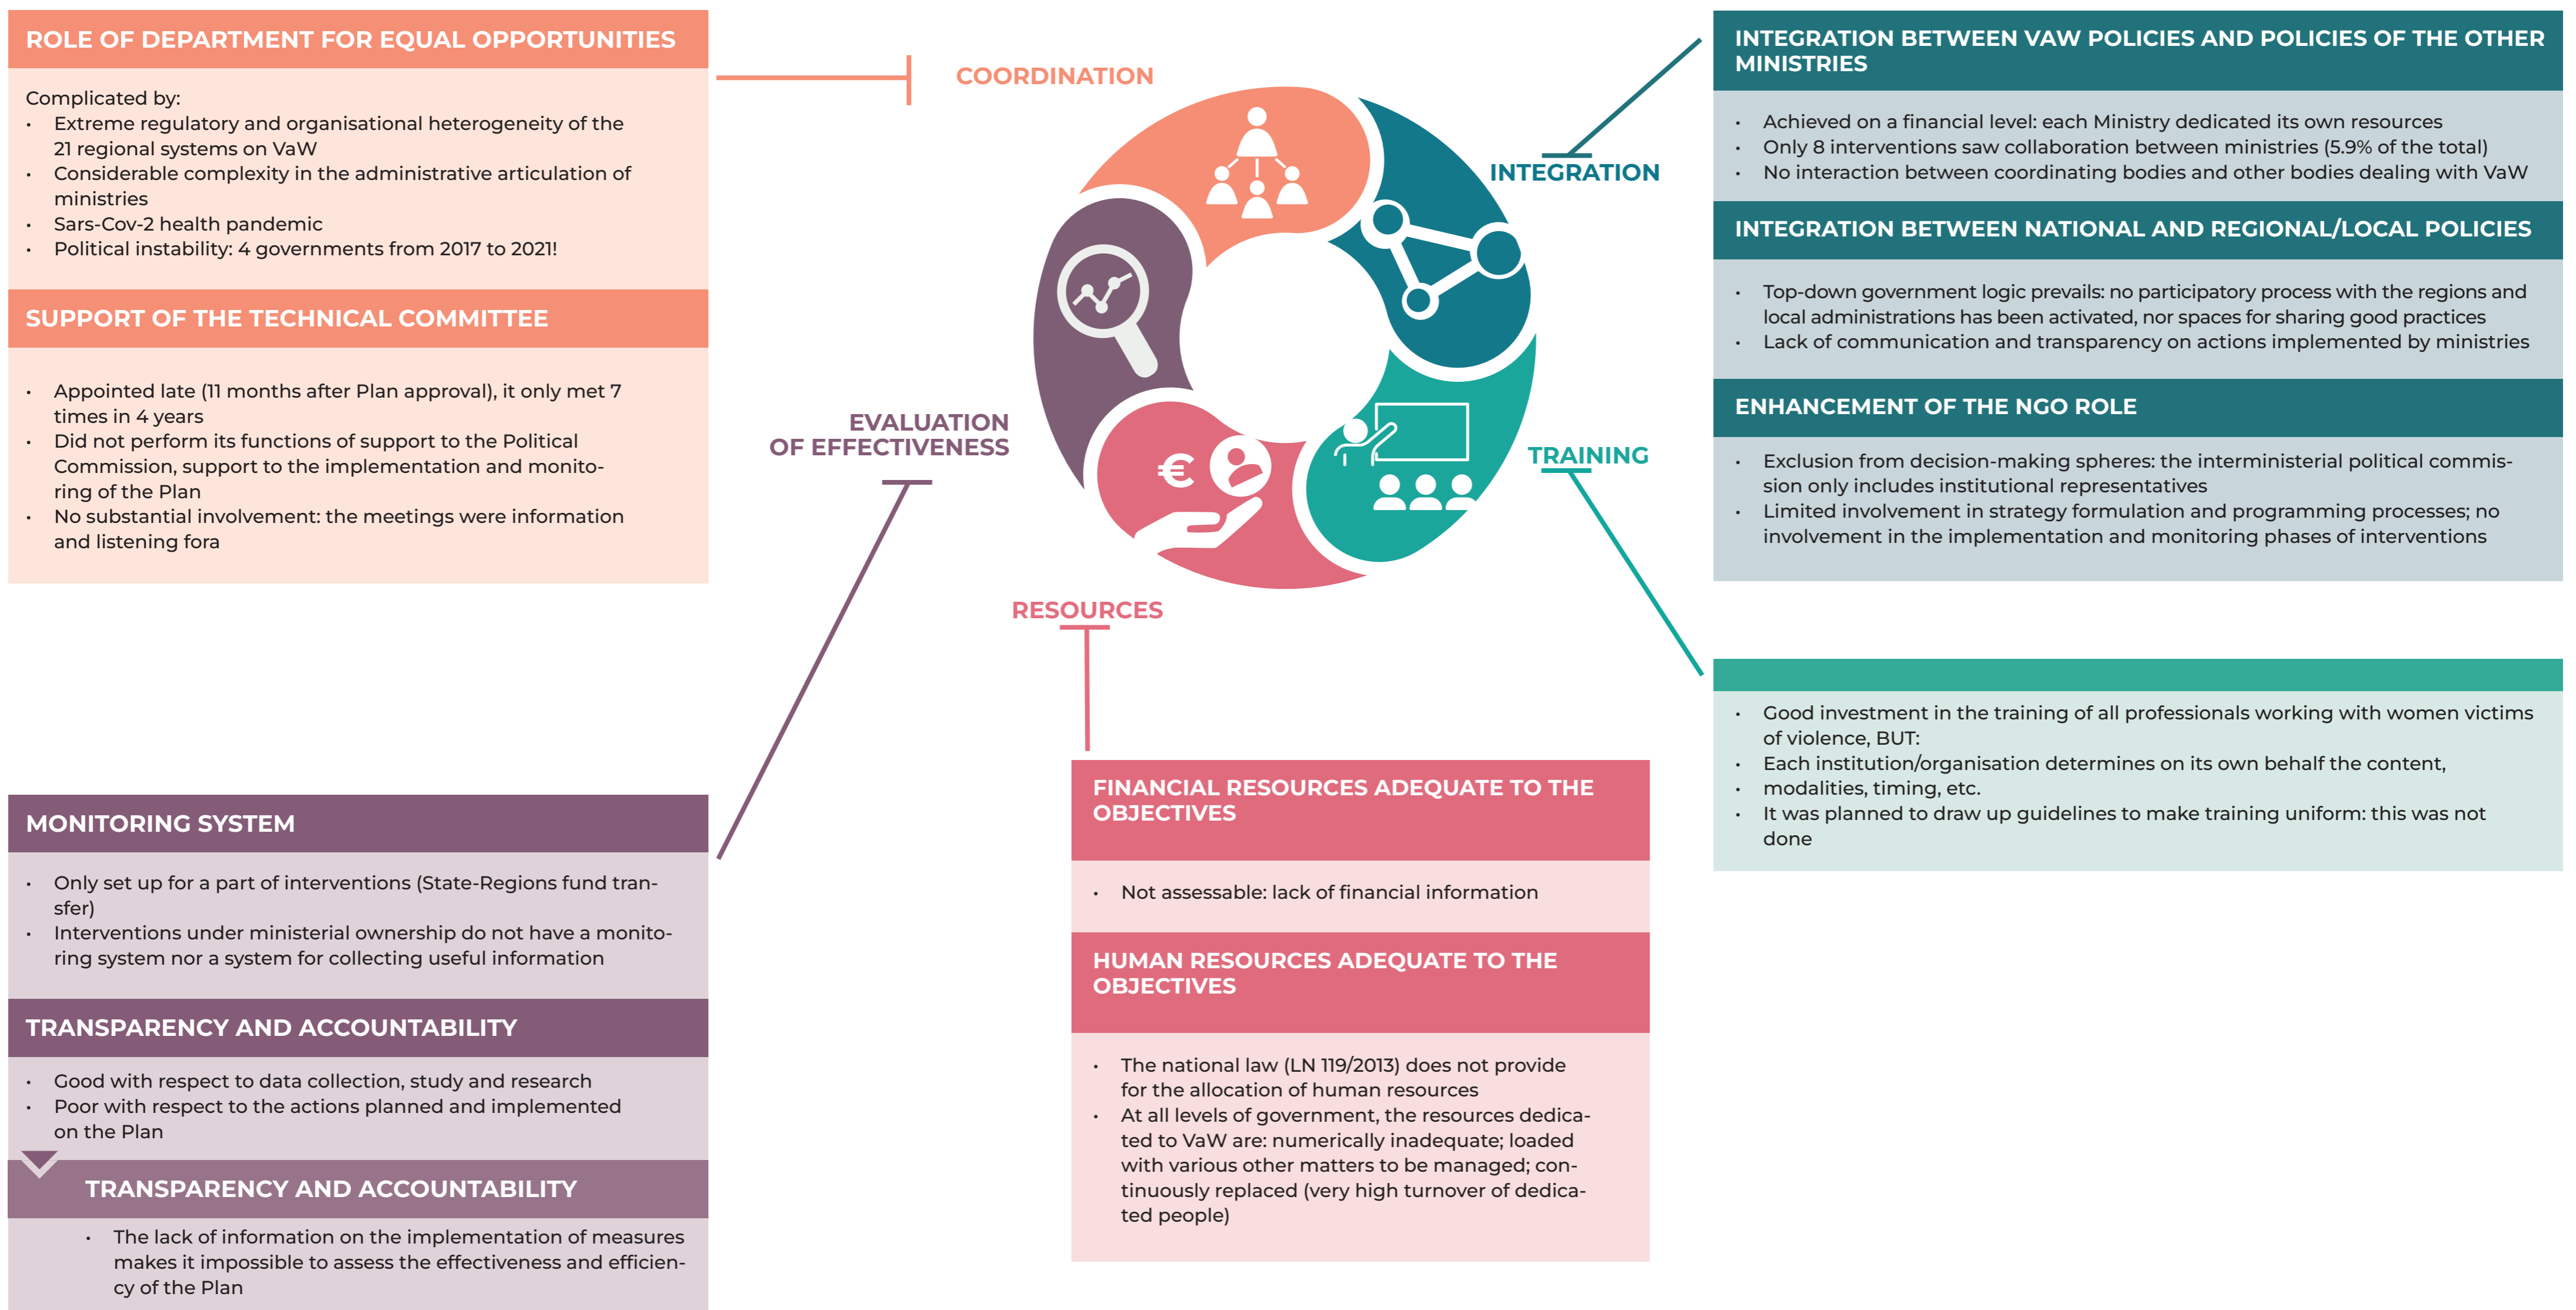 ROLE OF DEPARTMENT FOR EQUAL OPPORTUNITIES
Complicated by:
• Extreme regulatory and organisational heterogeneity of the
21 regional systems on VaW
• Considerable complexity in the administrative articulation of
ministries
• Sars-Cov-2 health pandemic
• Political instability: 4 governments from 2017 to 2021!
SUPPORT OF THE TECHNICAL COMMITTEE
• Appointed late (11 months after Plan approval), it only met 7
times in 4 years
• Did not perform its functions of support to the Political
Commission, support to the implementation and monito-
ring of the Plan
• No substantial involvement: the meetings were information
and listening fora
COORDINATION
INTEGRATION
TRAINING
RESOURCES
EVALUATION
OF EFFECTIVENESS
€
INTEGRATION BETWEEN VAW POLICIES AND POLICIES OF THE OTHER
MINISTRIES
• Achieved on a financial level: each Ministry dedicated its own resources
• Only 8 interventions saw collaboration between ministries (5.9% of the total)
• No interaction between coordinating bodies and other bodies dealing with VaW
INTEGRATION BETWEEN NATIONAL AND REGIONAL/LOCAL POLICIES
• Top-down government logic prevails: no participatory process with the regions and
local administrations has been activated, nor spaces for sharing good practices
• Lack of communication and transparency on actions implemented by ministries
ENHANCEMENT OF THE NGO ROLE
• Exclusion from decision-making spheres: the interministerial political commis-
sion only includes institutional representatives
• Limited involvement in strategy formulation and programming processes; no
involvement in the implementation and monitoring phases of interventions
• Good investment in the training of all professionals working with women victims
of violence, BUT:
• Each institution/organisation determines on its own behalf the content,
• modalities, timing, etc.
• It was planned to draw up guidelines to make training uniform: this was not
done
FINANCIAL RESOURCES ADEQUATE TO THE
OBJECTIVES
• Not assessable: lack of financial information
HUMAN RESOURCES ADEQUATE TO THE
OBJECTIVES
• The national law (LN 119/2013) does not provide
for the allocation of human resources
• At all levels of government, the resources dedica-
ted to VaW are: numerically inadequate; loaded
with various other matters to be managed; con-
tinuously replaced (very high turnover of dedica-
ted people)
MONITORING SYSTEM
• Only set up for a part of interventions (State-Regions fund tran-
sfer)
• Interventions under ministerial ownership do not have a monito-
ring system nor a system for collecting useful information
TRANSPARENCY AND ACCOUNTABILITY
• Good with respect to data collection, study and research
• Poor with respect to the actions planned and implemented
on the Plan
TRANSPARENCY AND ACCOUNTABILITY
• The lack of information on the implementation of measures
makes it impossible to assess the effectiveness and efficien-
cy of the Plan